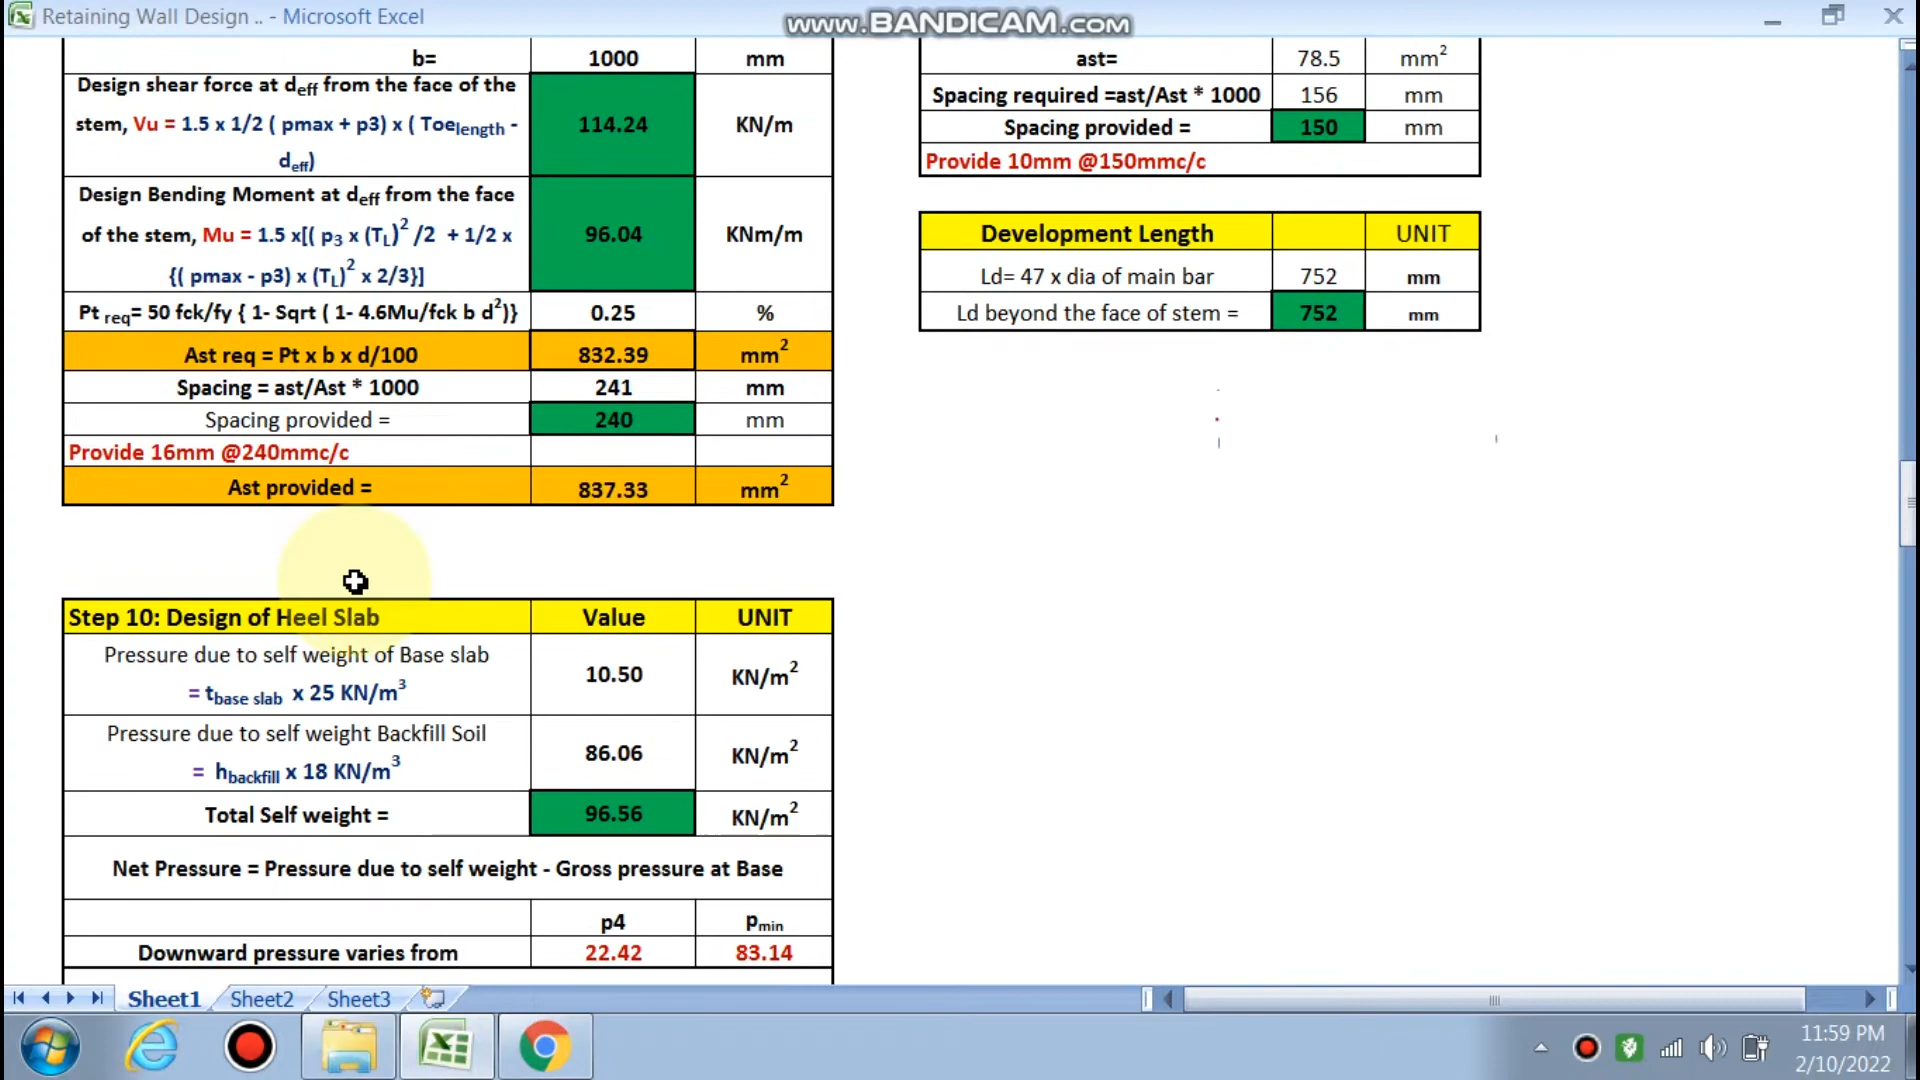 Retaining Wall Design .. - Microsoft Excel
www.BANDICAM.com
b= 1000 mm
Design shear force at deff from the face of the
stem, Vu = 1.5 x 1/2 ( pmax + p3) x ( Toelength -
deff)
114.24 KN/m
Design Bending Moment at deff from the face
of the stem, Mu = 1.5 x[( p3 x (TL)2 /2 + 1/2 x
{( pmax - p3) x (TL)2 x 2/3}]
96.04 KNm/m
Pt req= 50 fck/fy { 1- Sqrt ( 1- 4.6Mu/fck b d2)} 0.25 %
Ast req = Pt x b x d/100 832.39 mm2
Spacing = ast/Ast * 1000 241 mm
Spacing provided = 240 mm
Provide 16mm @240mmc/c
Ast provided = 837.33 mm2
ast= 78.5 mm2
Spacing required =ast/Ast * 1000 156 mm
Spacing provided = 150 mm
Provide 10mm @150mmc/c
Development Length UNIT
Ld= 47 x dia of main bar 752 mm
Ld beyond the face of stem = 752 mm
Step 10: Design of Heel Slab Value UNIT
Pressure due to self weight of Base slab
= tbase slab x 25 KN/m3
10.50 KN/m2
Pressure due to self weight Backfill Soil
= hbackfill x 18 KN/m3
86.06 KN/m2
Total Self weight = 96.56 KN/m2
Net Pressure = Pressure due to self weight - Gross pressure at Base
p4 pmin
Downward pressure varies from 22.42 83.14
Sheet1 Sheet2 Sheet3
11:59 PM
2/10/2022